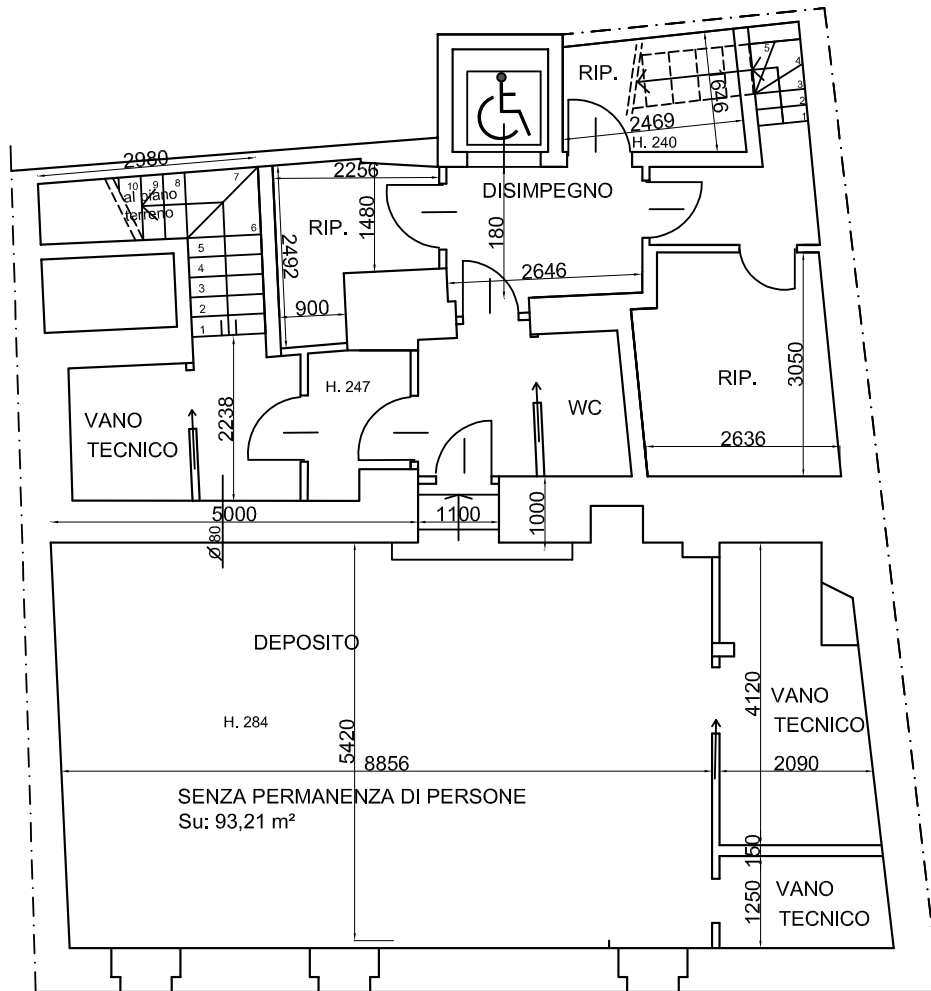 RIP.
5
4
3
2
1
1646
2469
H. 240
2980
10 9 8 7
al piano
terreno
6
5
4
3
2
1
2256
RIP.
1480
2492
900
DISIMPEGNO
180
2646
RIP.
3050
2636
H. 247
WC
VANO
TECNICO
2238
5000
1100
1000
Ø 80
DEPOSITO
H. 284
5420
8856
SENZA PERMANENZA DI PERSONE
Su: 93,21 m²
4120
VANO
TECNICO
2090
150
1250
VANO
TECNICO